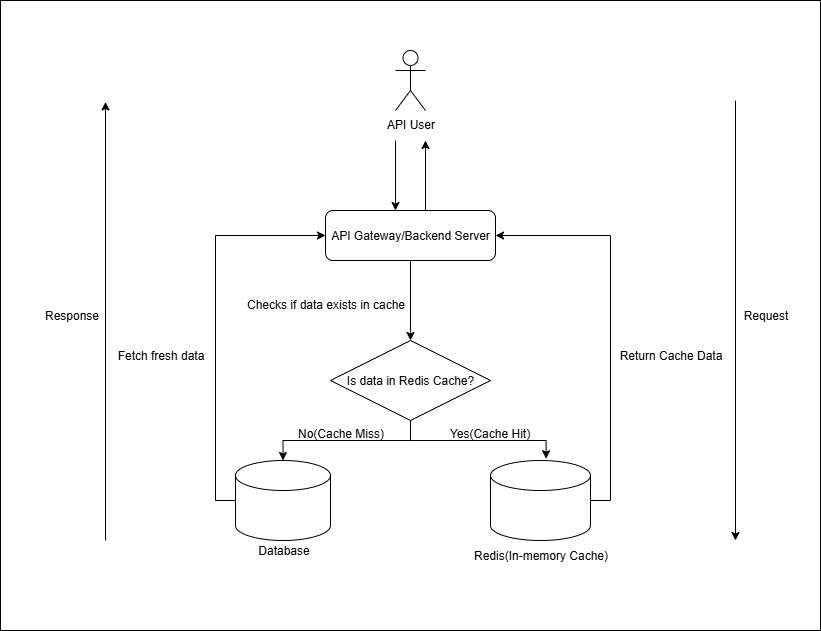 API User
API Gateway/Backend Server
Checks if data exists in cache
Response
Request
Fetch fresh data
Return Cache Data
Is data in Redis Cache?
No(Cache Miss)
Yes(Cache Hit)
Database
Redis(In-memory Cache)